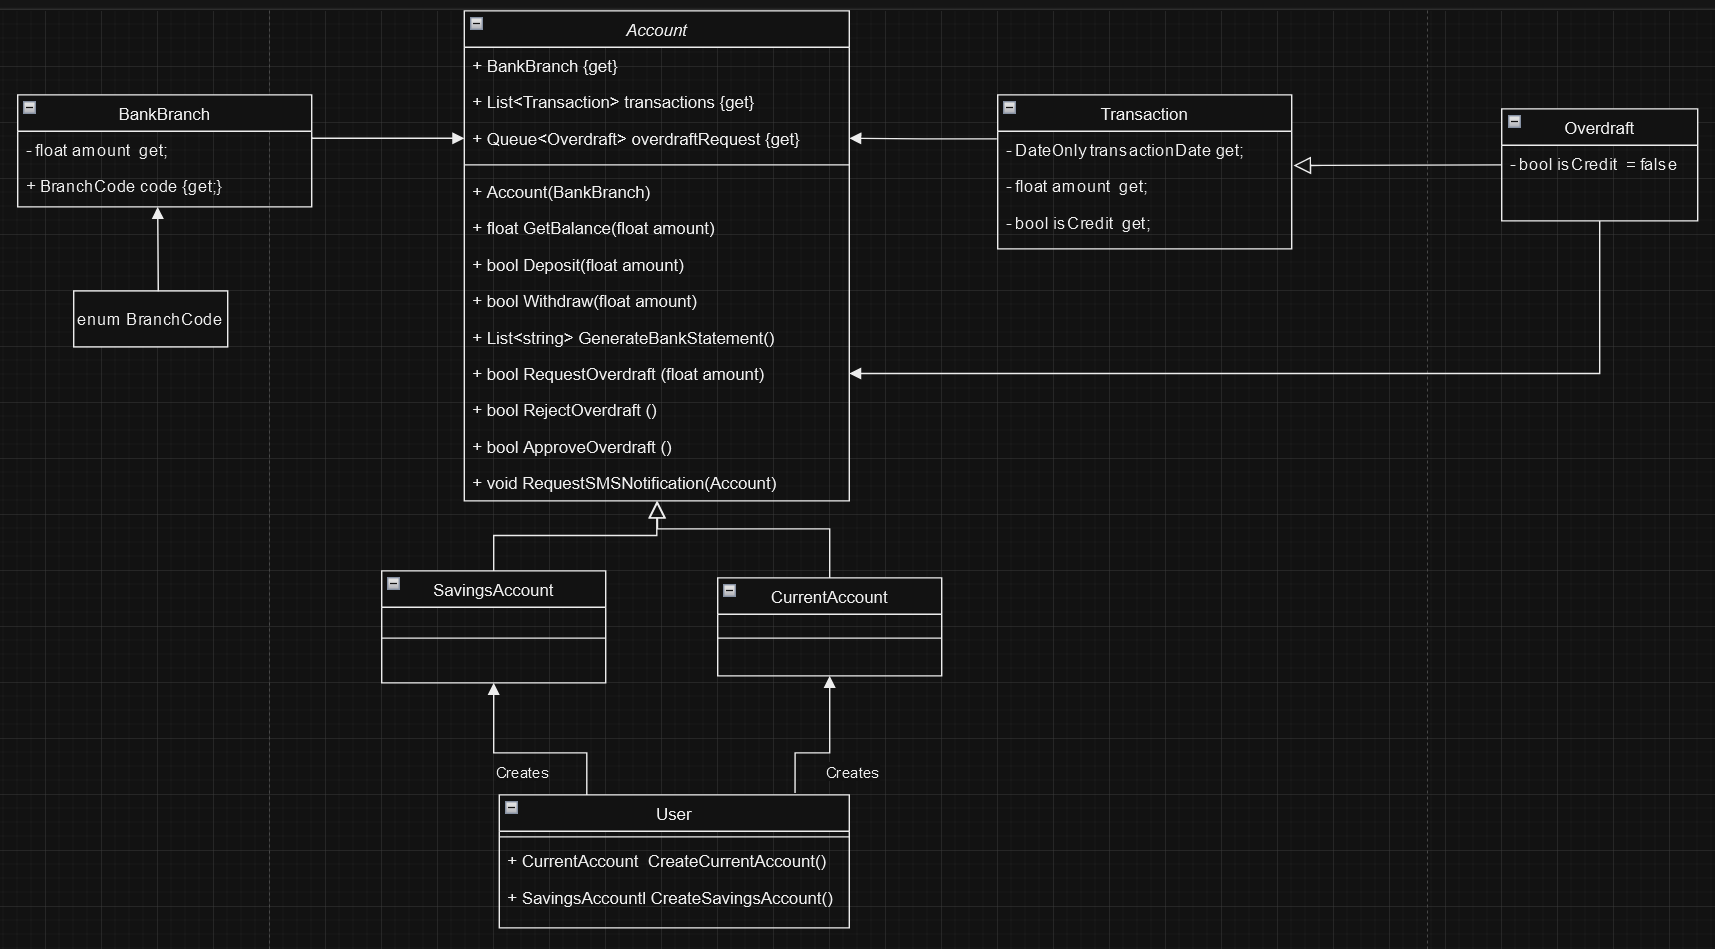 Account
+ BankBranch {get}
+ List<Transaction> transactions {get}
+ Queue<Overdraft> overdraftRequest {get}
+ Account(BankBranch)
+ float GetBalance(float amount)
+ bool Deposit(float amount)
+ bool Withdraw(float amount)
+ List<string> GenerateBankStatement()
+ bool RequestOverdraft (float amount)
+ bool RejectOverdraft ()
+ bool ApproveOverdraft ()
+ void RequestSMSNotification(Account)
BankBranch
- float amount get;
+ BranchCode code {get;}
enum BranchCode
Transaction
- DateOnly transactionDate get;
- float amount get;
- bool isCredit get;
Overdraft
- bool isCredit = false
SavingsAccount
CurrentAccount
Creates
Creates
User
+ CurrentAccount CreateCurrentAccount()
+ SavingsAccountl CreateSavingsAccount()